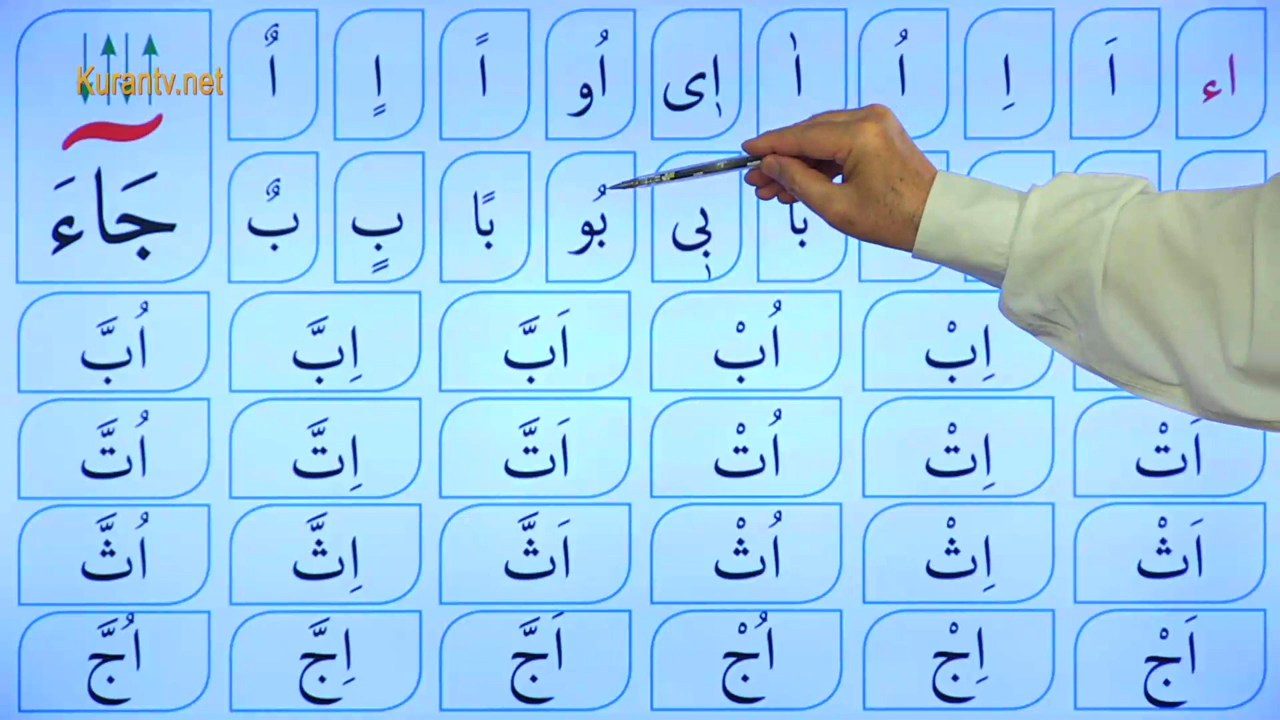 Kurantv.net
اء اَ اِ اُ اٰ اٖى اُو اً اٍ اٌ
بُو بٖي بًا بٍ بٌ
جَاءَ
اِبْ اُبْ اَبَّ اِبَّ اُبَّ
اَتْ اِتْ اُتْ اَتَّ اِتَّ اُتَّ
اَثْ اِثْ اُثْ اَثَّ اِثَّ اُثَّ
اَجْ اِجْ اُجْ اَجَّ اِجَّ اُجَّ